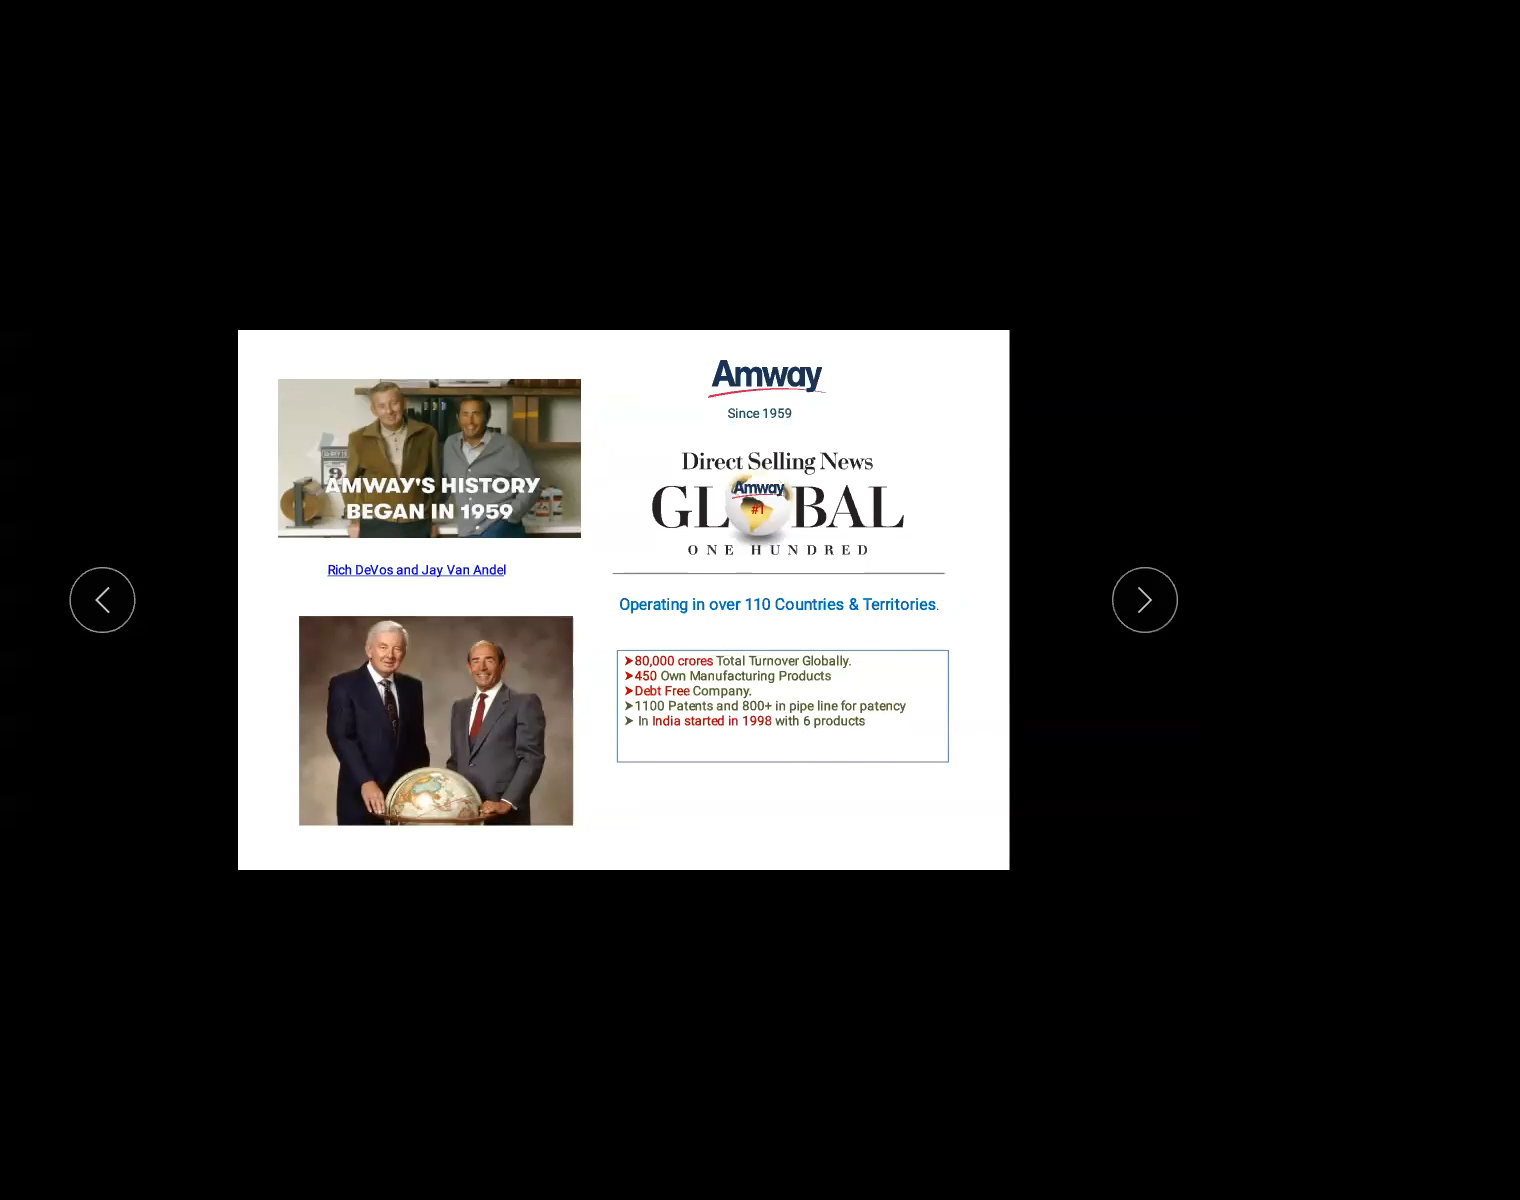 AMWAY'S HISTORY
BEGAN IN 1959
Rich DeVos and Jay Van Andel
Amway
Since 1959
Direct Selling News
GLOBAL
Amway
#1
ONE HUNDRED
Operating in over 110 Countries & Territories.
➤80,000 crores Total Turnover Globally.
➤450 Own Manufacturing Products
➤Debt Free Company.
➤1100 Patents and 800+ in pipe line for patency
➤ In India started in 1998 with 6 products
9